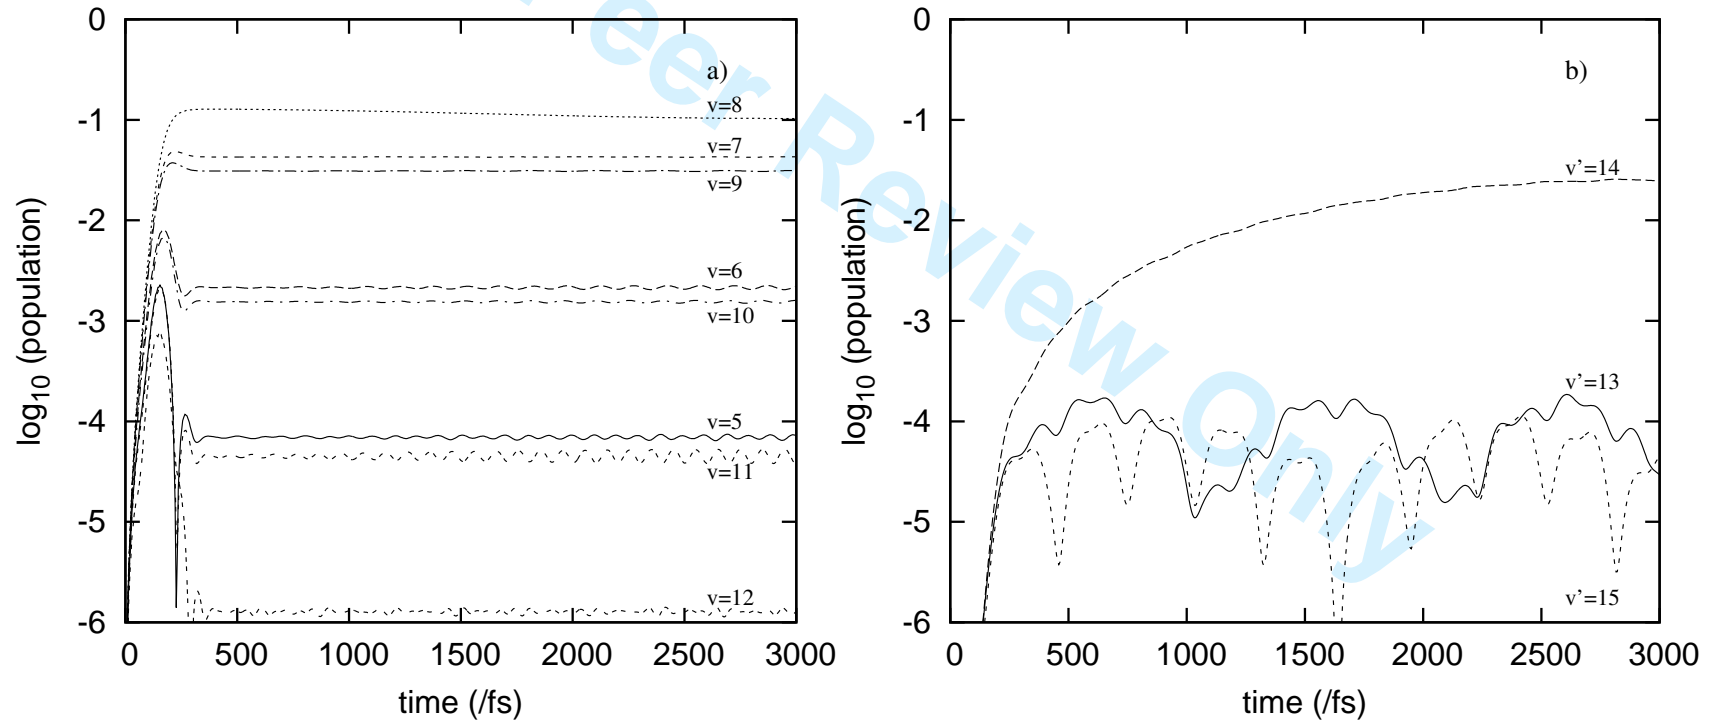 0
-1
-2
-3
-4
-5
-6
log10 (population)
0 500 1000 1500 2000 2500 3000
time (/fs)
a)
v=8
v=7
v=9
v=6
v=10
v=5
v=11
v=12
0
-1
-2
-3
-4
-5
-6
log10 (population)
0 500 1000 1500 2000 2500 3000
time (/fs)
b)
v'=14
v'=13
v'=15
eer Review Only